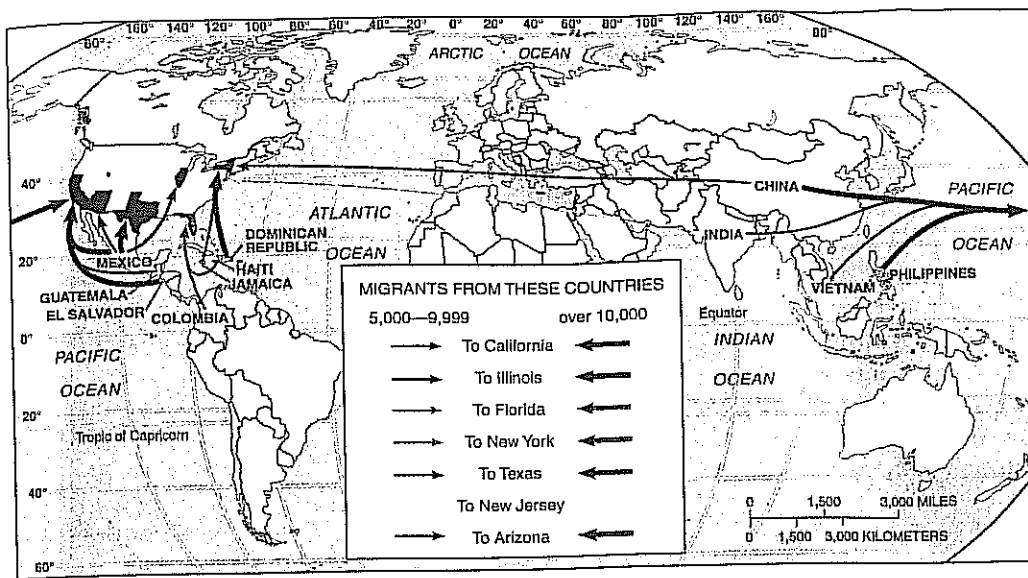 160° 140° 120° 100° 80° 60° 40° 20° 0° 20° 40° 60° 80° 100° 120° 140° 160°
ARCTIC OCEAN
40°
CHINA
PACIFIC
OCEAN
ATLANTIC
OCEAN
INDIA
DOMINICAN
REPUBLIC
MEXICO
20°
HAITI
JAMAICA
PHILIPPINES
VIETNAM
GUATEMALA
EL SALVADOR
COLOMBIA
MIGRANTS FROM THESE COUNTRIES
5,000—9,999 over 10,000
To California
To Illinois
To Florida
To New York
To Texas
To New Jersey
To Arizona
Equator
0°
INDIAN
OCEAN
PACIFIC
OCEAN
20°
Tropic of Capricorn
40°
60°
0 1,500 3,000 MILES
0 1,500 3,000 KILOMETERS